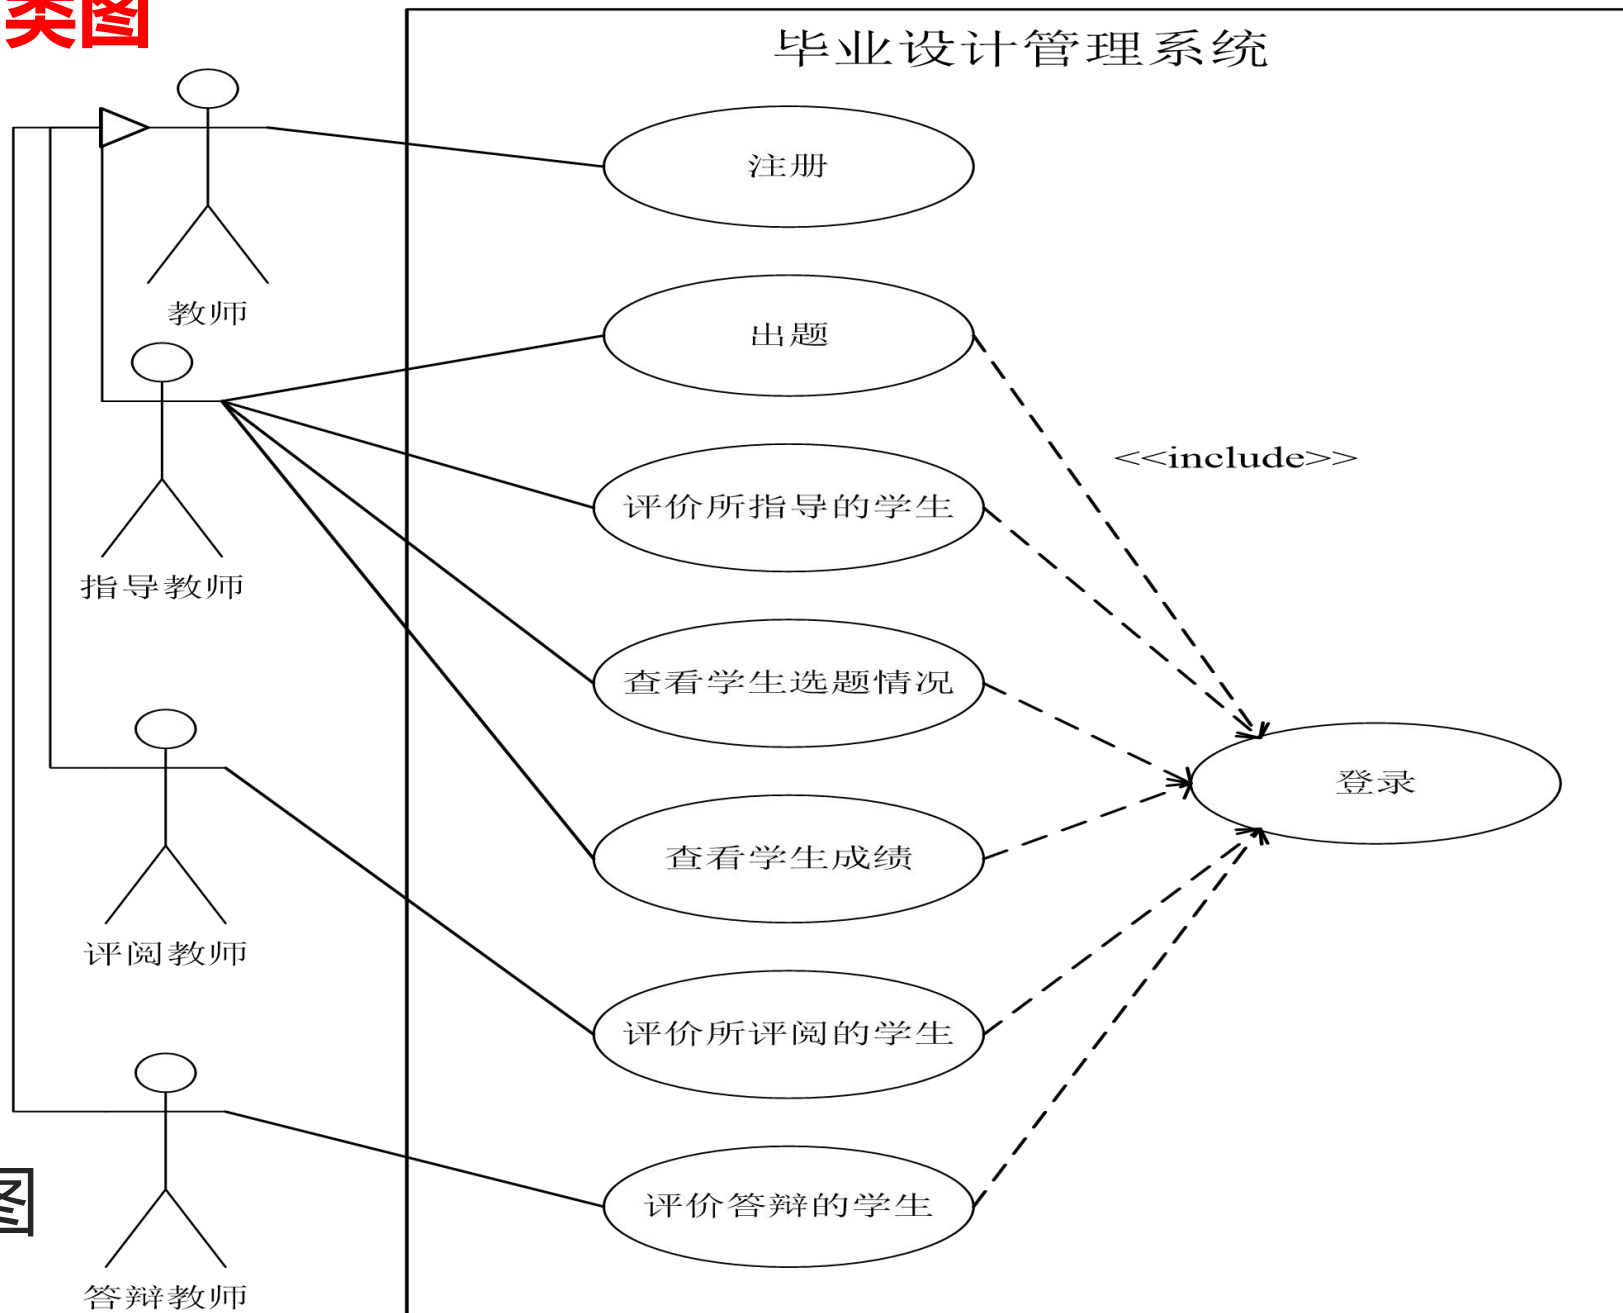 类图
毕业设计管理系统
注册
教师
出题
<<include>>
评价所指导的学生
指导教师
查看学生选题情况
登录
查看学生成绩
评阅教师
评价所评阅的学生
图
评价答辩的学生
答辩教师